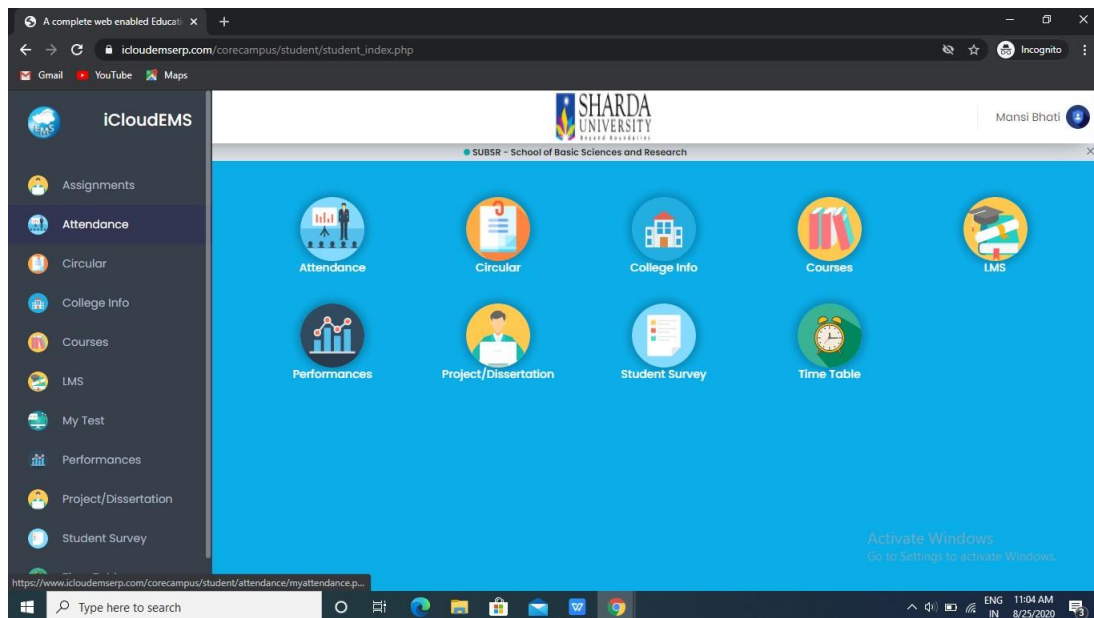 A complete web enabled Educati
icloudemserp.com/corecampus/student/student_index.php
Incognito
Gmail YouTube Maps
EMS
iCloudEMS
SHARDA
UNIVERSITY
Beyond Boundaries
Mansi Bhati
SUBSR - School of Basic Sciences and Research
Assignments
Attendance
Circular
College Info
Courses
LMS
My Test
Performances
Project/Dissertation
Student Survey
Attendance Circular College Info Courses LMS
Performances Project/Dissertation Student Survey Time Table
Activate Windows
Go to Settings to activate Windows.
https://www.icloudemserp.com/corecampus/student/attendance/myattendance.p...
Type here to search
W
ENG 11:04 AM
IN 8/25/2020
3